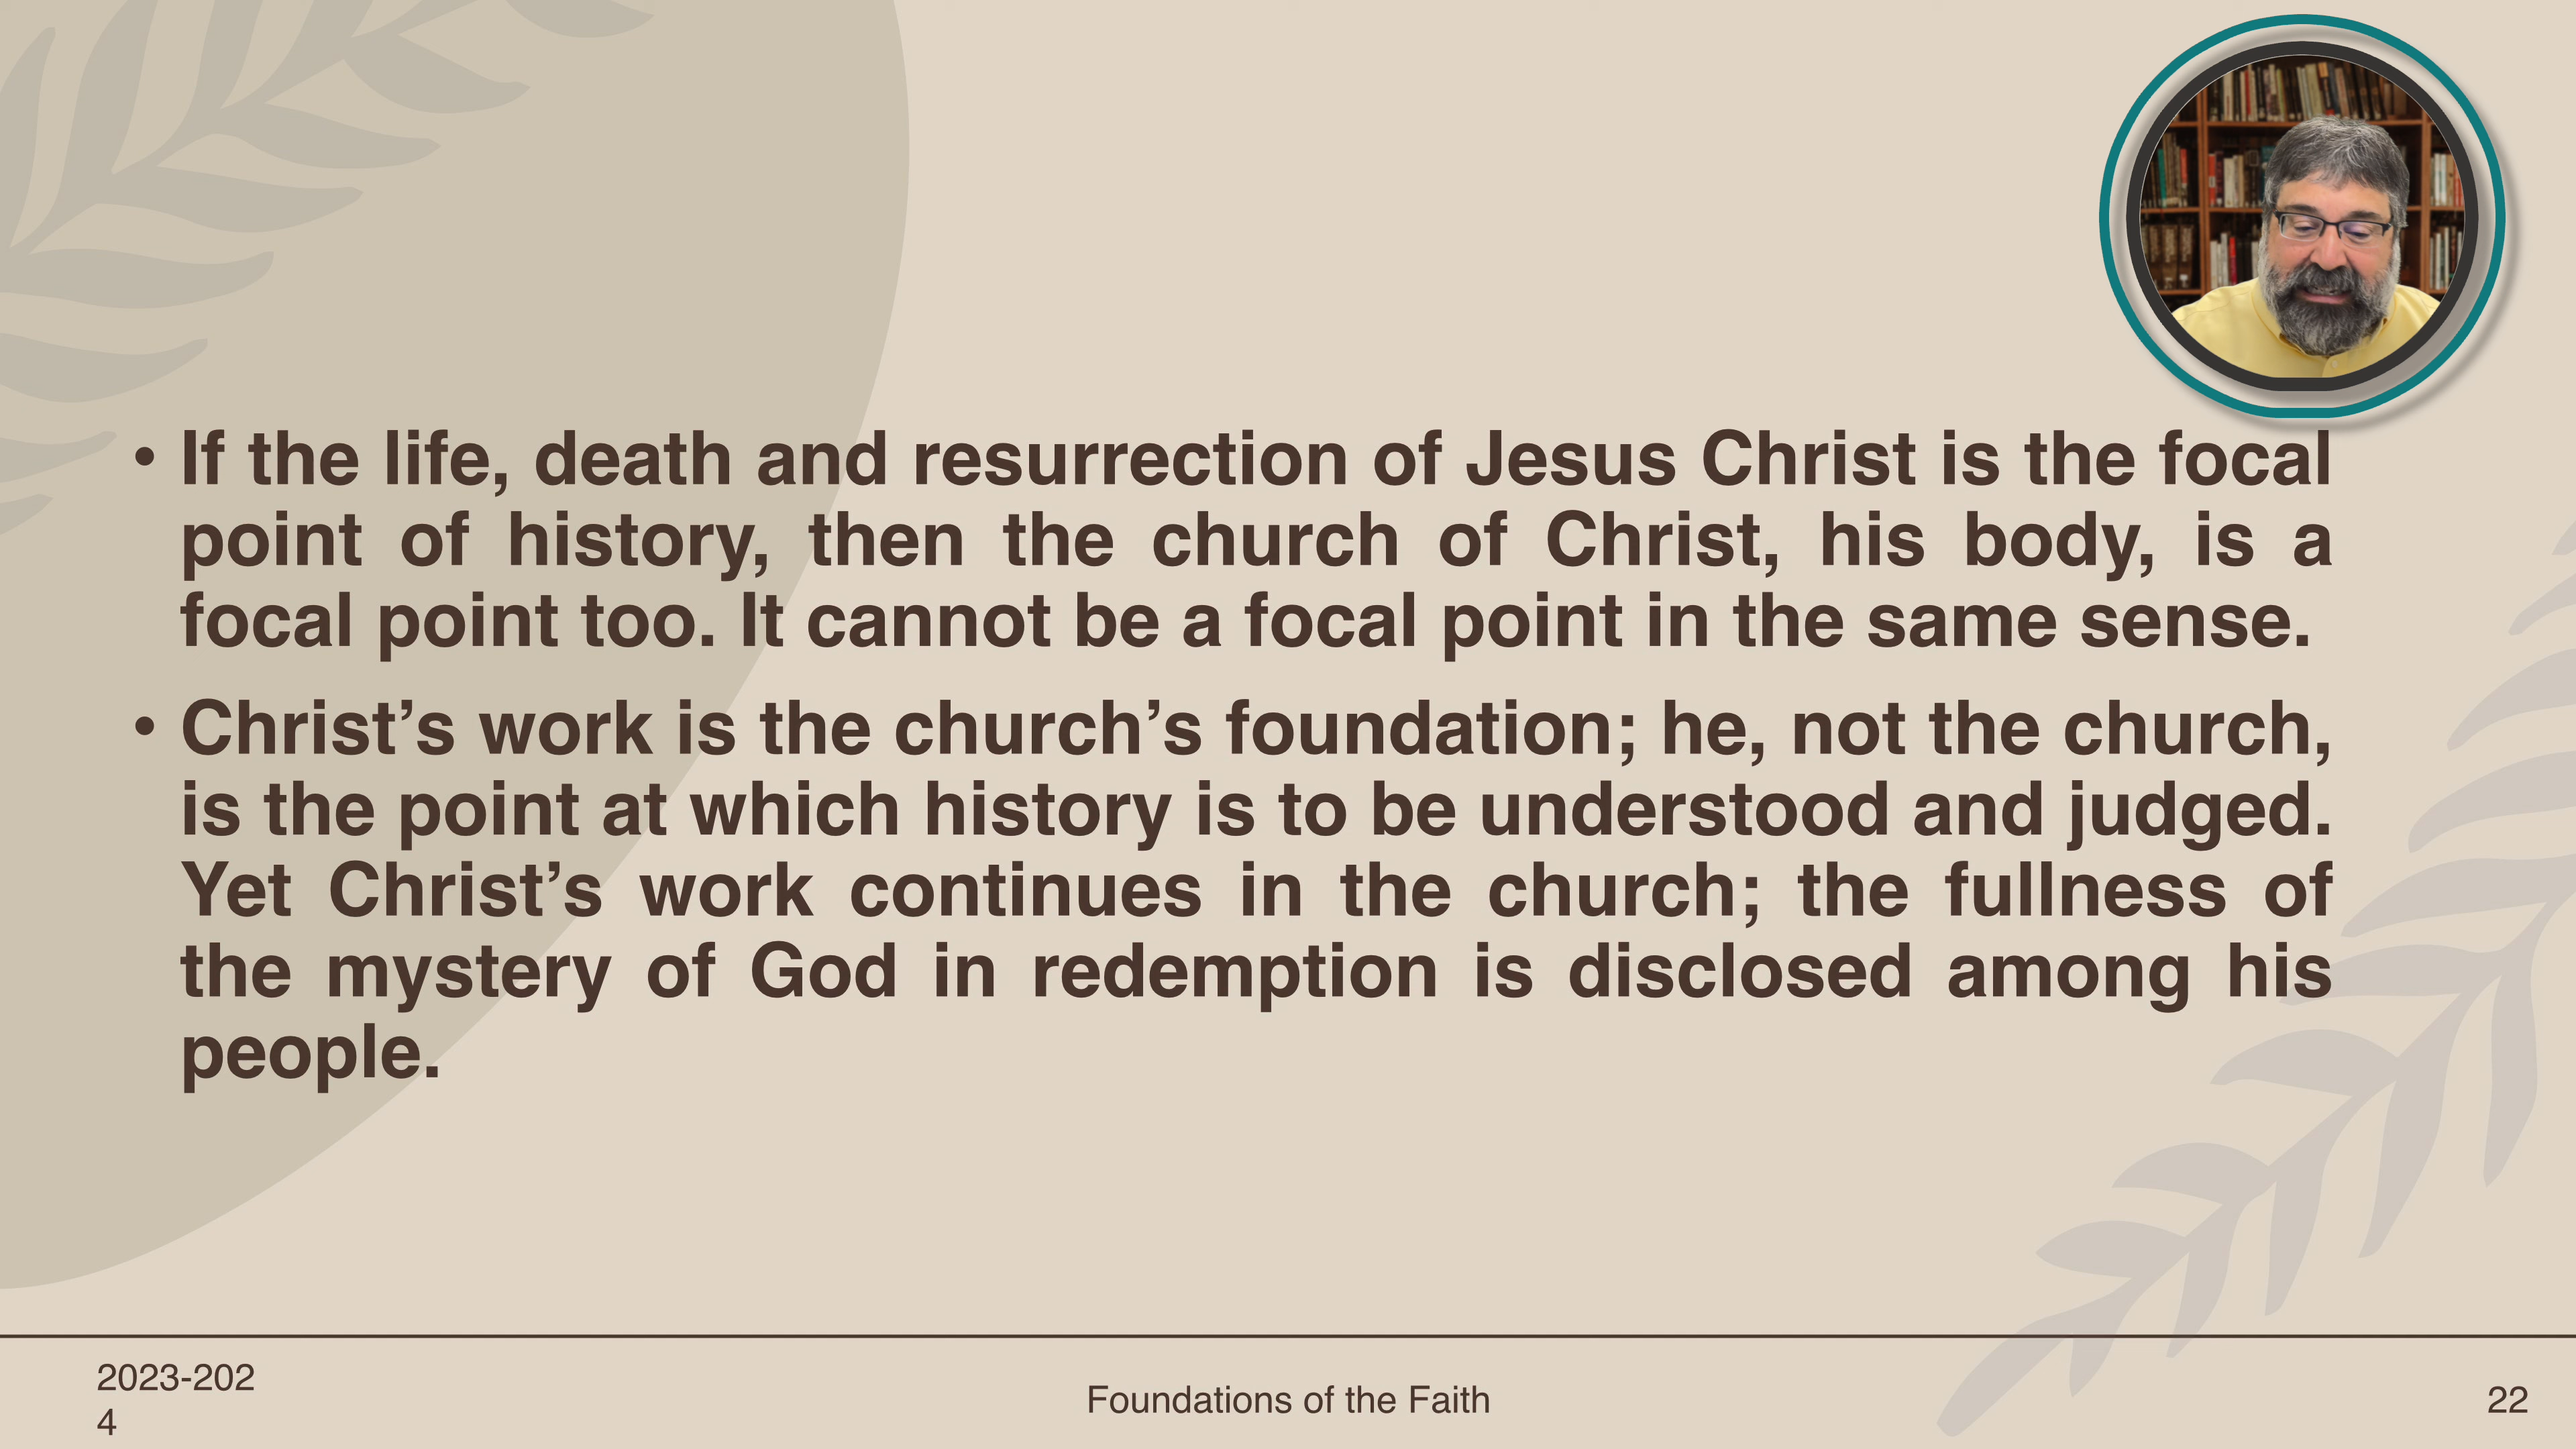 • If the life, death and resurrection of Jesus Christ is the focal
point of history, then the church of Christ, his body, is a
focal point too. It cannot be a focal point in the same sense.
• Christ’s work is the church’s foundation; he, not the church,
is the point at which history is to be understood and judged.
Yet Christ’s work continues in the church; the fullness of
the mystery of God in redemption is disclosed among his
people.
2023-202
4
Foundations of the Faith
22